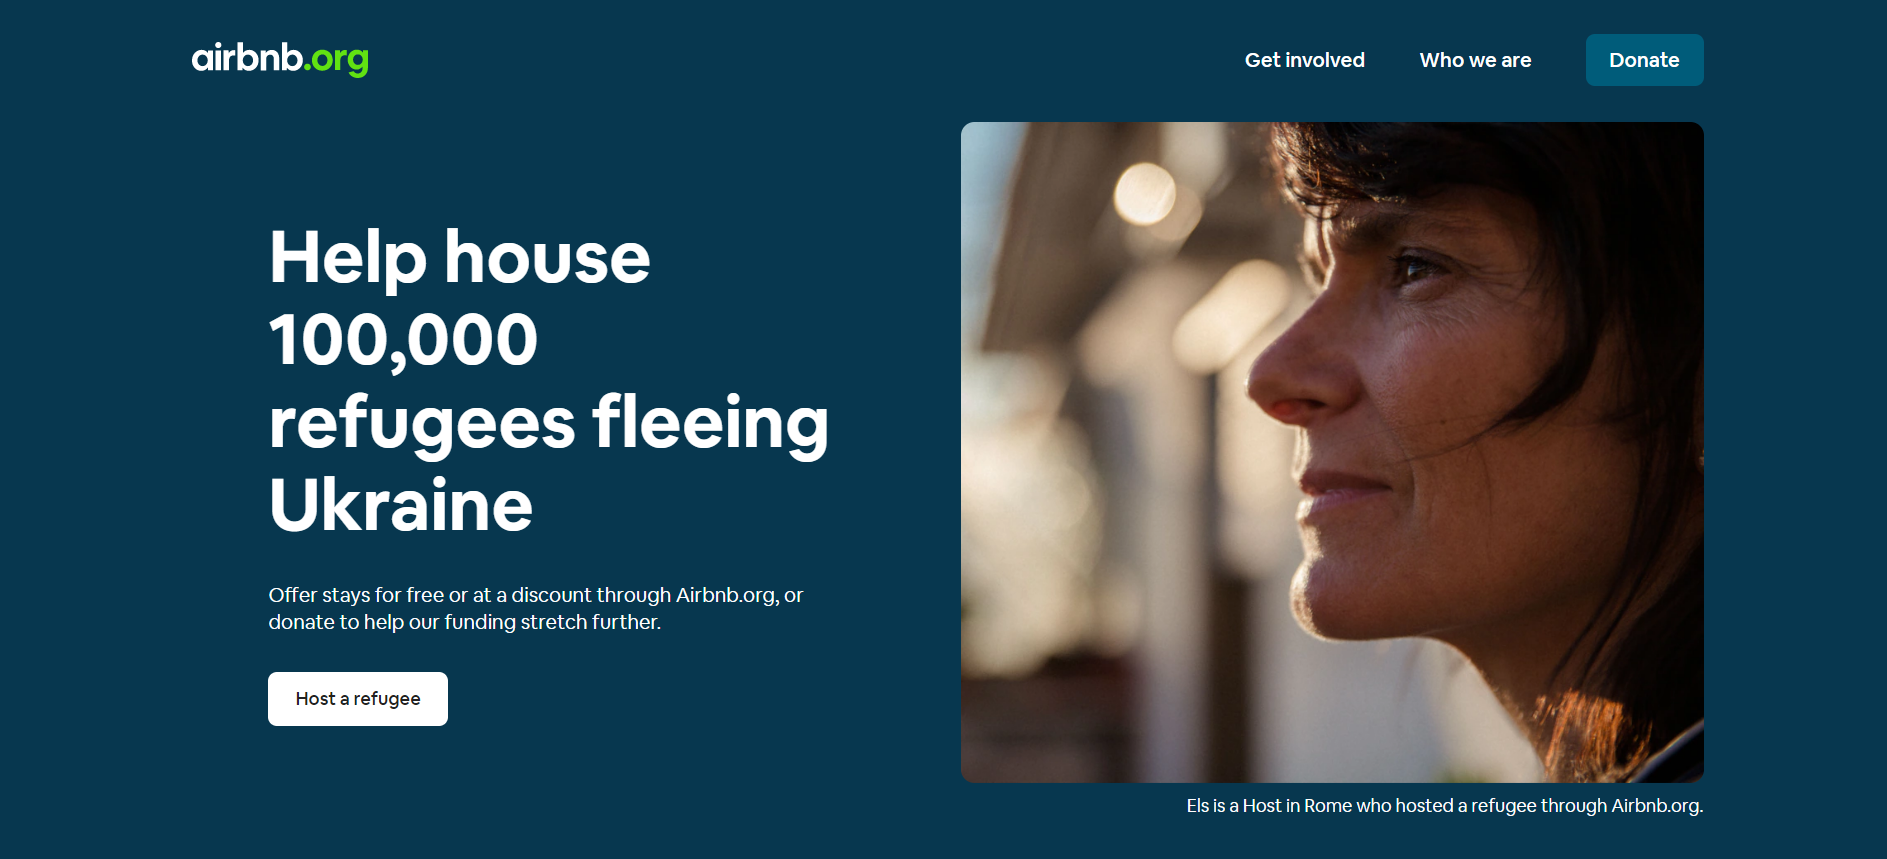 airbnb.org
Get involved
Who we are
Donate
Help house
100,000
refugees fleeing
Ukraine
Offer stays for free or at a discount through Airbnb.org, or
donate to help our funding stretch further.
Host a refugee
Els is a Host in Rome who hosted a refugee through Airbnb.org.